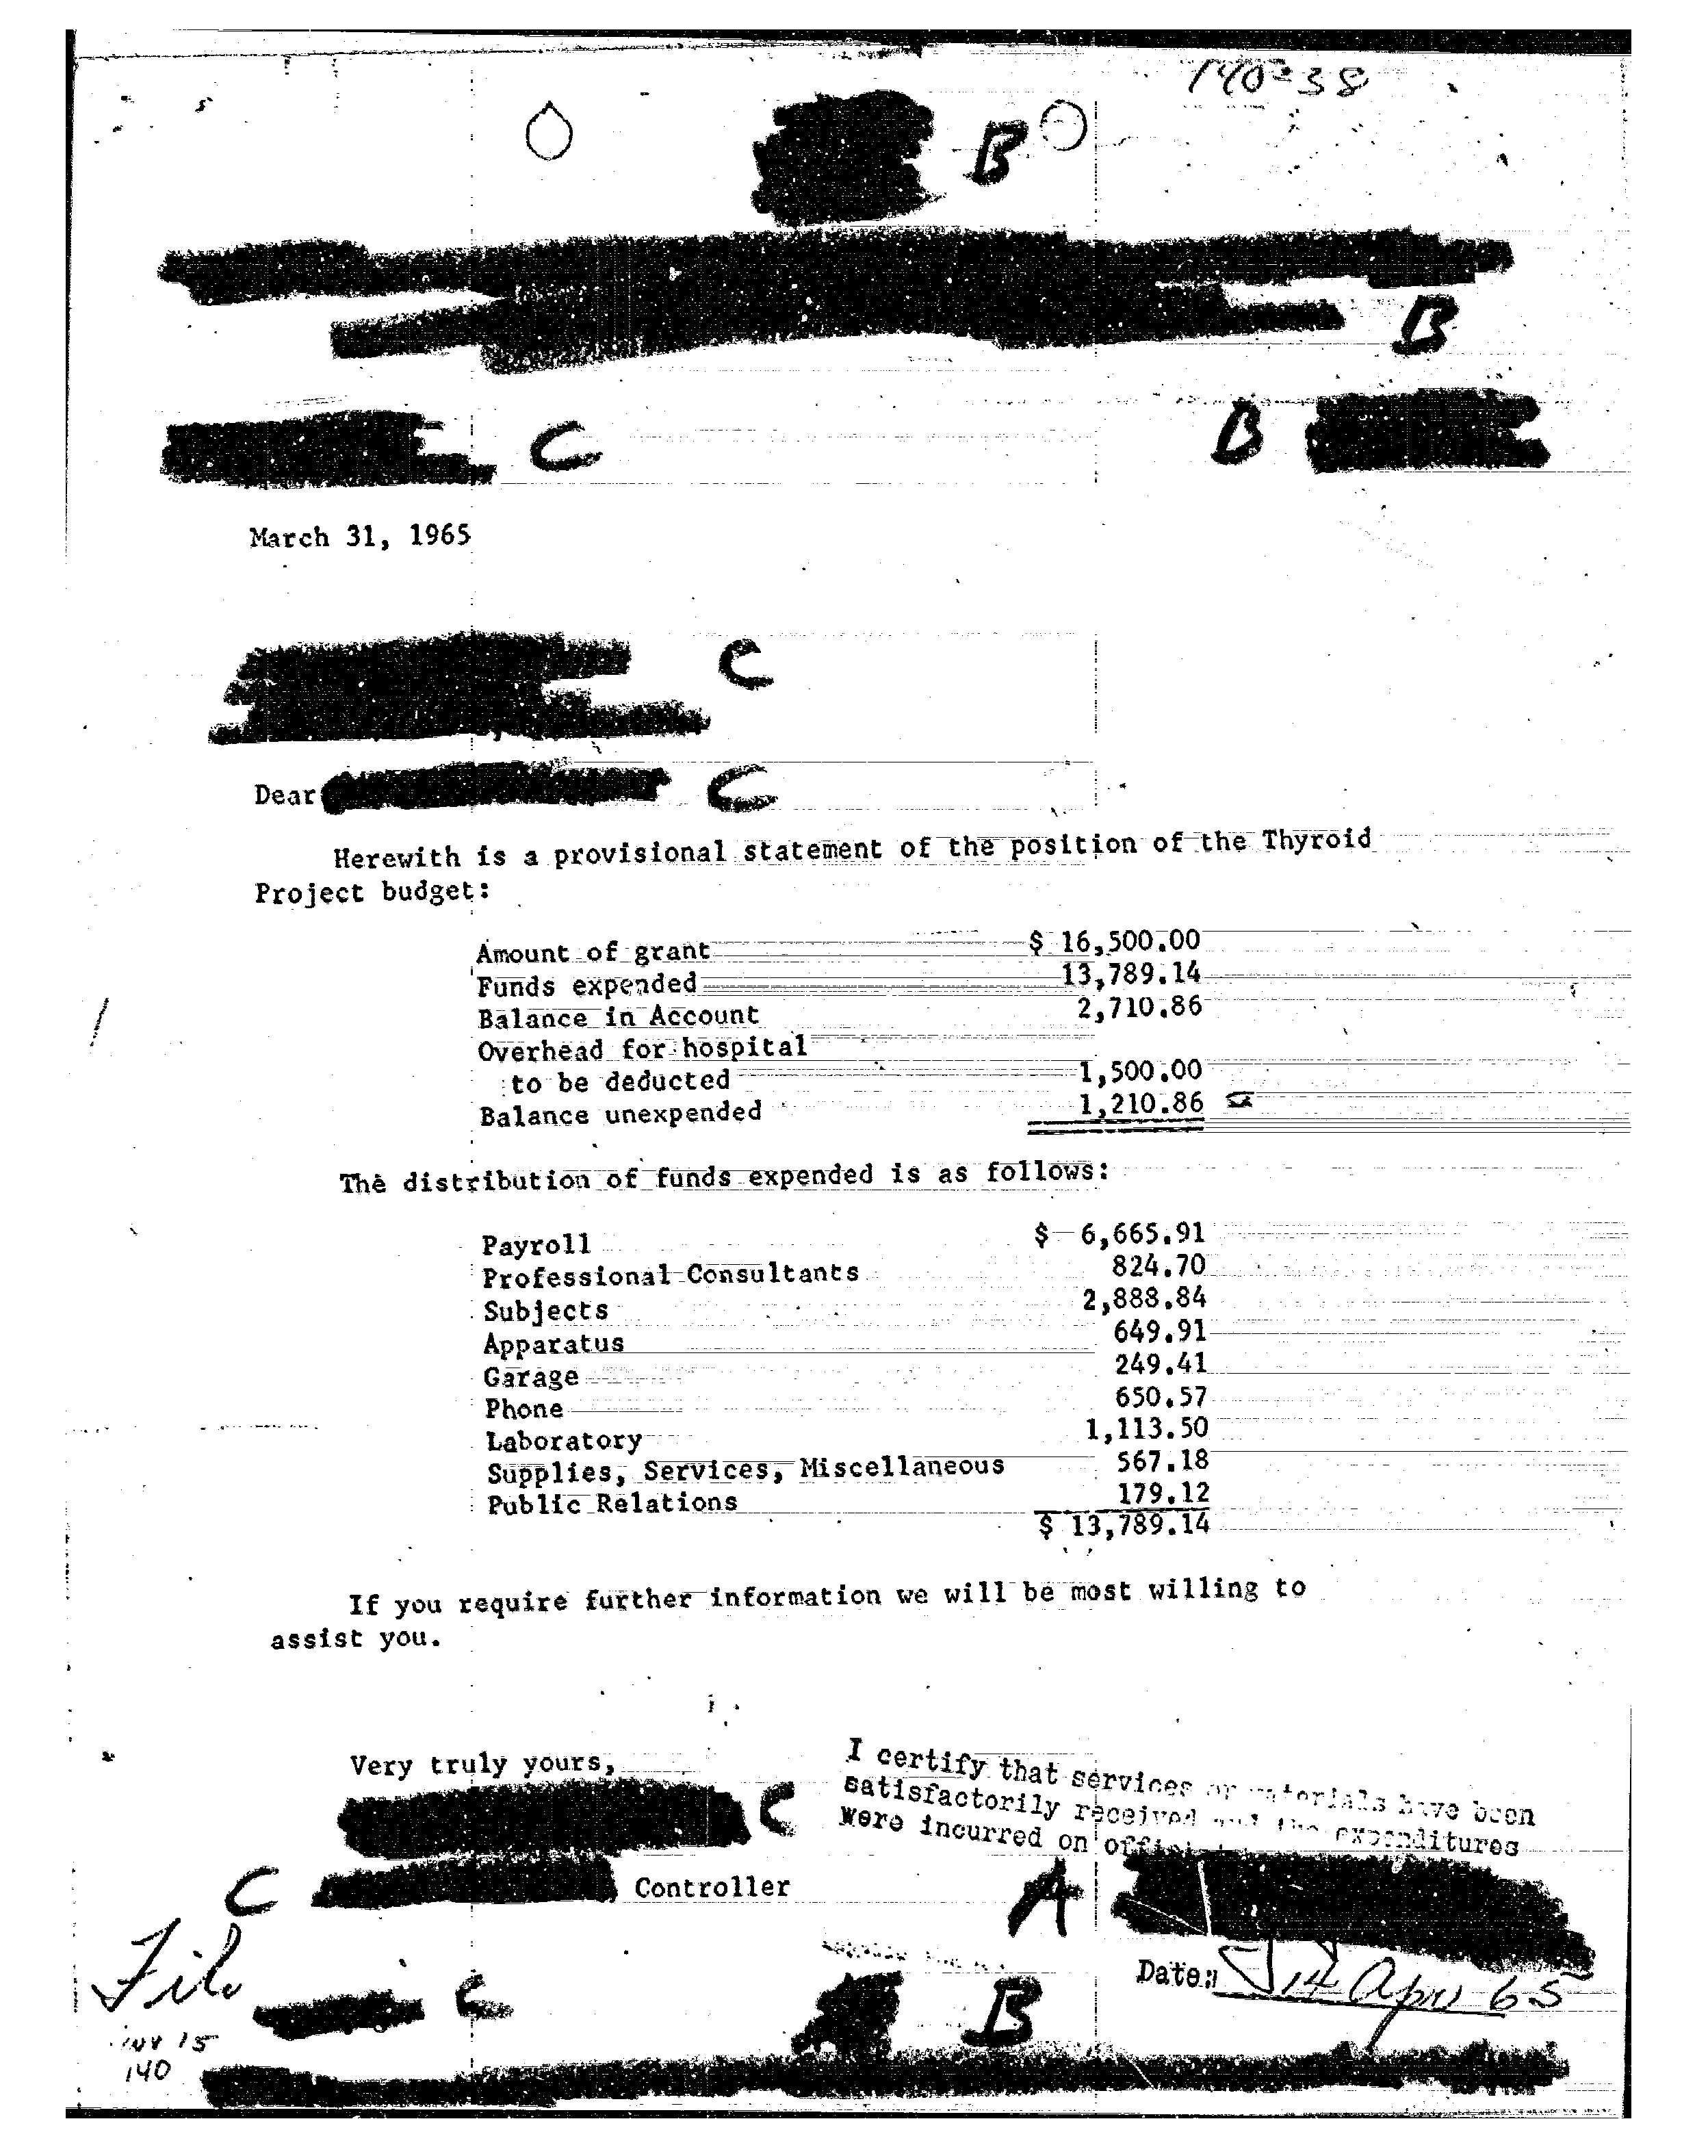 140-38
B
B
C
B
March 31, 1965
C
Dear
C
Herewith is a provisional statement of the position of the Thyroid
Project budget:
Amount of grant $ 16,500.00
Funds expended 13,789.14
Balance in Account 2,710.86
Overhead for hospital
to be deducted 1,500.00
Balance unexpended 1,210.86
The distribution of funds expended is as follows:
Payroll $ 6,665.91
Professional Consultants 824.70
Subjects 2,888.84
Apparatus 649.91
Garage 249.41
Phone 650.57
Laboratory 1,113.50
Supplies, Services, Miscellaneous 567.18
Public Relations 179.12
$ 13,789.14
If you require further information we will be most willing to
assist you.
Very truly yours,
C
C
Controller
I certify that services or materials have been
satisfactorily received and the expenditures
were incurred on
A
Date:
14 Apr 65
File
C
B
15
140